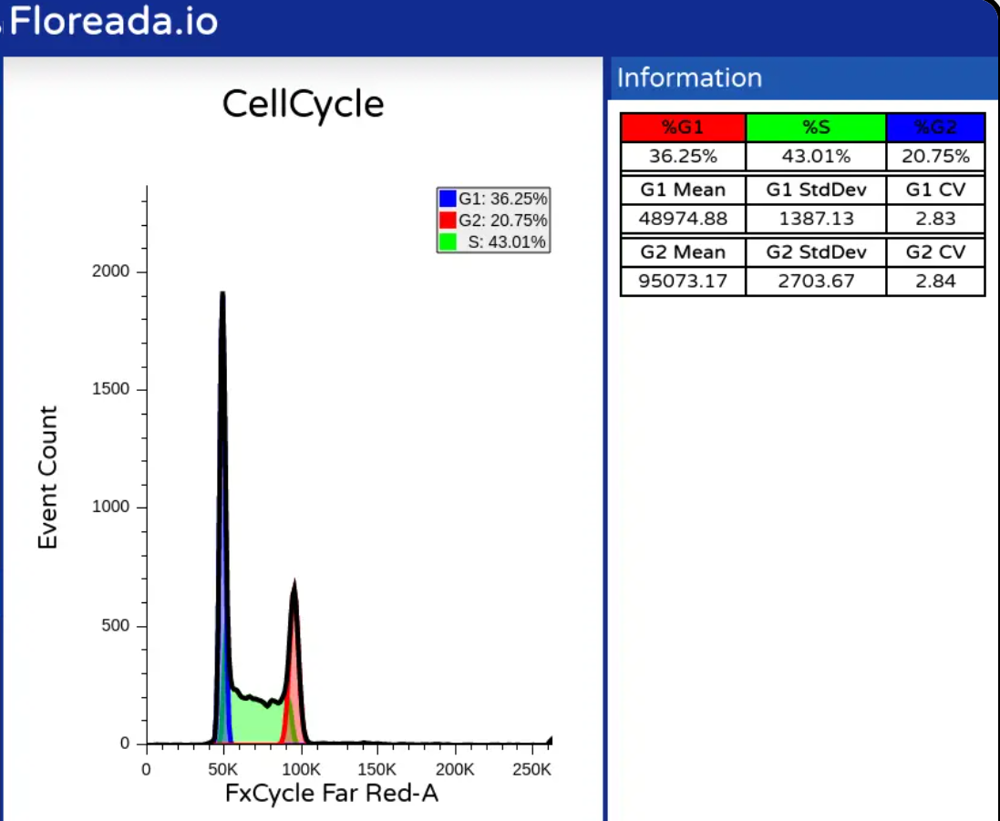 Floreada.io
Information
CellCycle
%G1 %S %G2
36.25% 43.01% 20.75%
G1 Mean G1 StdDev G1 CV
48974.88 1387.13 2.83
G2 Mean G2 StdDev G2 CV
95073.17 2703.67 2.84
G1: 36.25%
G2: 20.75%
S: 43.01%
2000
1500
1000
500
0
Event Count
0 50K 100K 150K 200K 250K
FxCycle Far Red-A